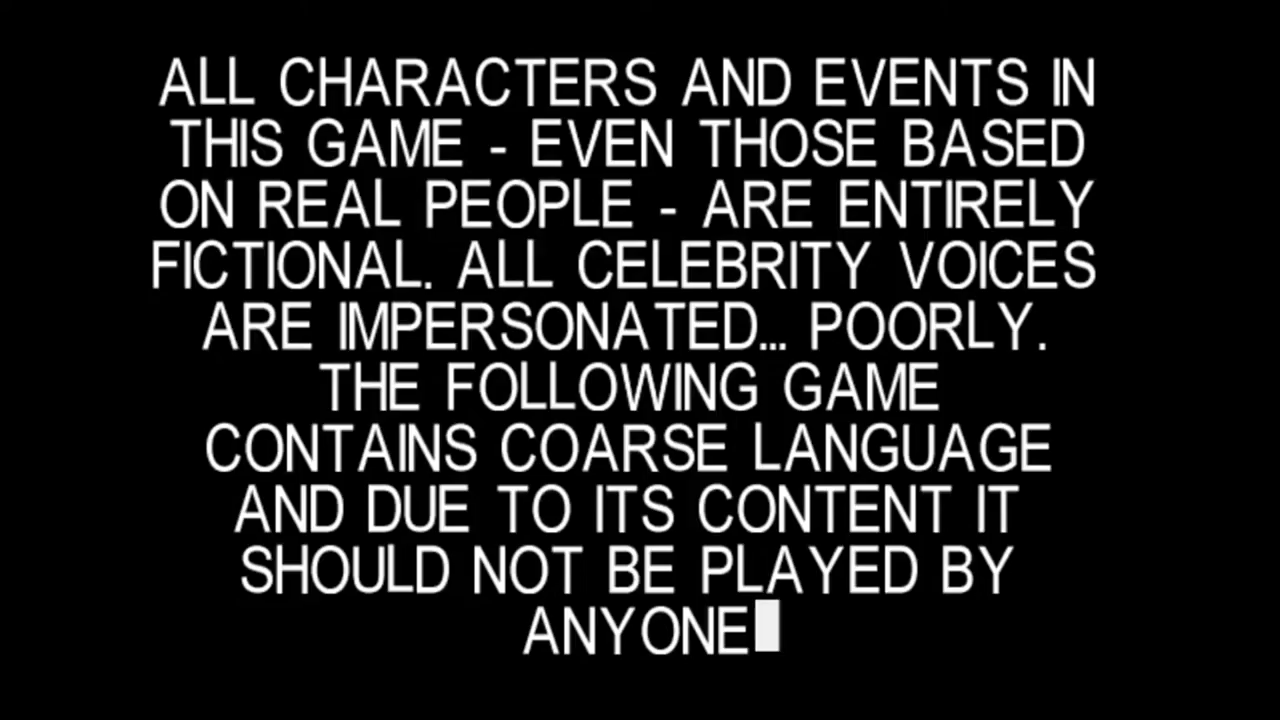 ALL CHARACTERS AND EVENTS IN
THIS GAME - EVEN THOSE BASED
ON REAL PEOPLE - ARE ENTIRELY
FICTIONAL. ALL CELEBRITY VOICES
ARE IMPERSONATED... POORLY.
THE FOLLOWING GAME
CONTAINS COARSE LANGUAGE
AND DUE TO ITS CONTENT IT
SHOULD NOT BE PLAYED BY
ANYONE